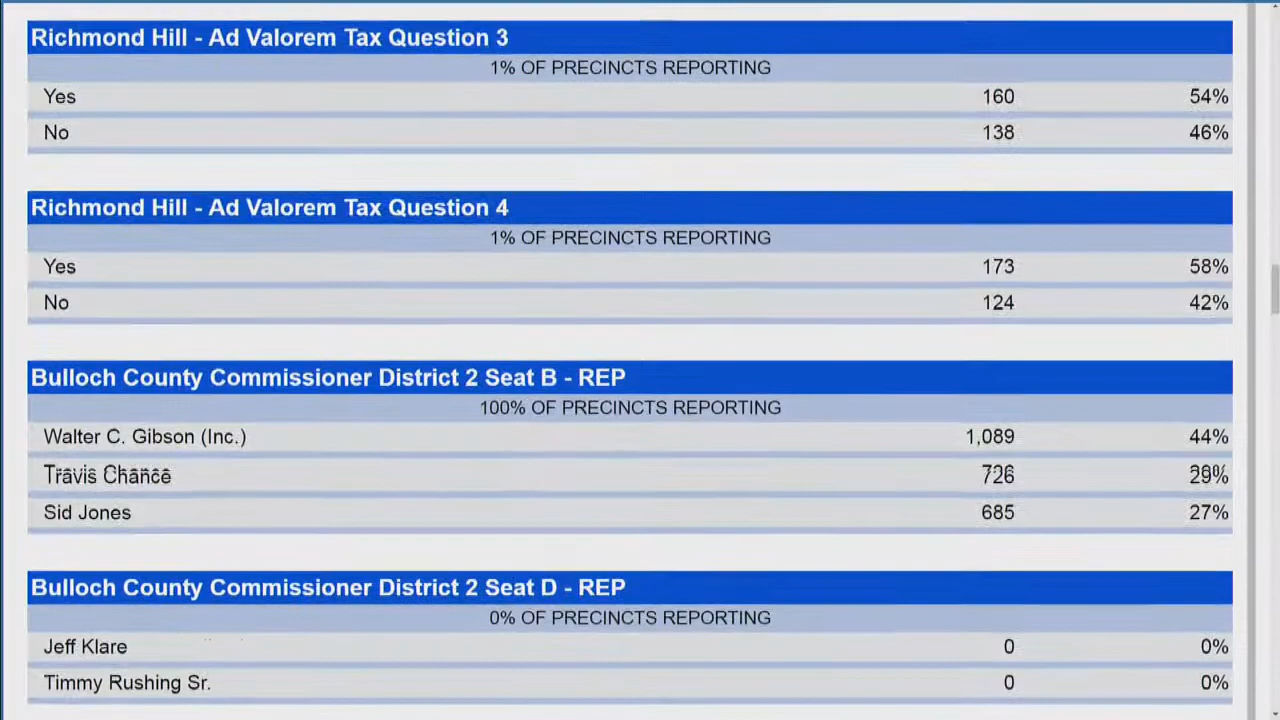 Richmond Hill - Ad Valorem Tax Question 3
1% OF PRECINCTS REPORTING
Yes 160 54%
No 138 46%
Richmond Hill - Ad Valorem Tax Question 4
1% OF PRECINCTS REPORTING
Yes 173 58%
No 124 42%
Bulloch County Commissioner District 2 Seat B - REP
100% OF PRECINCTS REPORTING
Walter C. Gibson (Inc.) 1,089 44%
Travis Chance 726 29%
Sid Jones 685 27%
Bulloch County Commissioner District 2 Seat D - REP
0% OF PRECINCTS REPORTING
Jeff Klare 0 0%
Timmy Rushing Sr. 0 0%